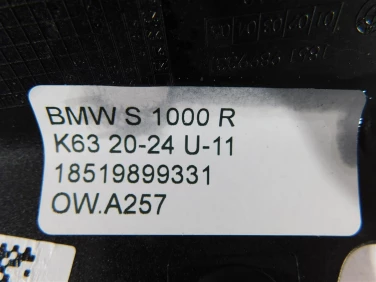 BMW S 1000 R
K63 20-24 U-11
18519899331
OW.A257